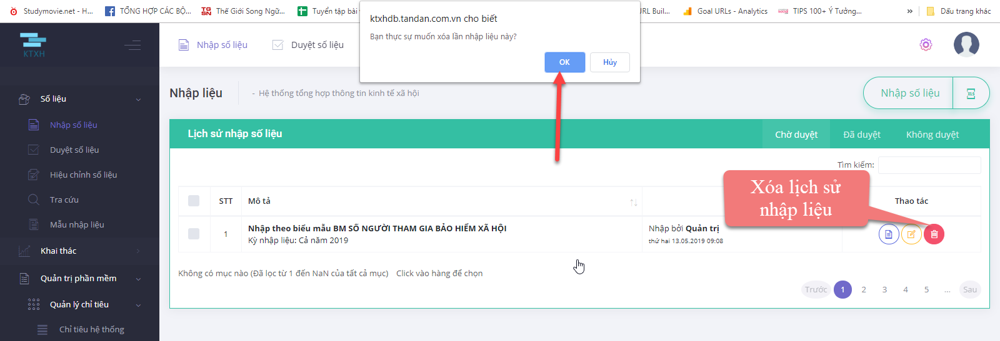 Studymovie.net - H...
TỔNG HỢP CÁC BỘ...
Thế Giới Song Ngữ...
Tuyển tập bài
URL Buil...
Goal URLs - Analytics
TIPS 100+ Ý Tưởng...
»
Dấu trang khác
ktxhdb.tandan.com.vn cho biết
Bạn thực sự muốn xóa lần nhập liệu này?
OK
Hủy
KTXH
Nhập số liệu
Duyệt số liệu
Số liệu
Nhập số liệu
Duyệt số liệu
Hiệu chỉnh số liệu
Tra cứu
Mẫu nhập liệu
Khai thác
Quản trị phần mềm
Quản lý chỉ tiêu
Chỉ tiêu hệ thống
Nhập liệu
- Hệ thống tổng hợp thông tin kinh tế xã hội
Nhập số liệu
XLS
Lịch sử nhập số liệu
Chờ duyệt
Đã duyệt
Không duyệt
Tìm kiếm:
Xóa lịch sử
nhập liệu
STT
Mô tả
Thao tác
1
Nhập theo biểu mẫu BM SỐ NGƯỜI THAM GIA BẢO HIỂM XÃ HỘI
Kỳ nhập liệu: Cả năm 2019
Nhập bởi Quản trị
thứ hai 13.05.2019 09:08
Không có mục nào (Đã lọc từ 1 đến NaN của tất cả mục)
Click vào hàng để chọn
Trước
1
2
3
4
5
...
Sau